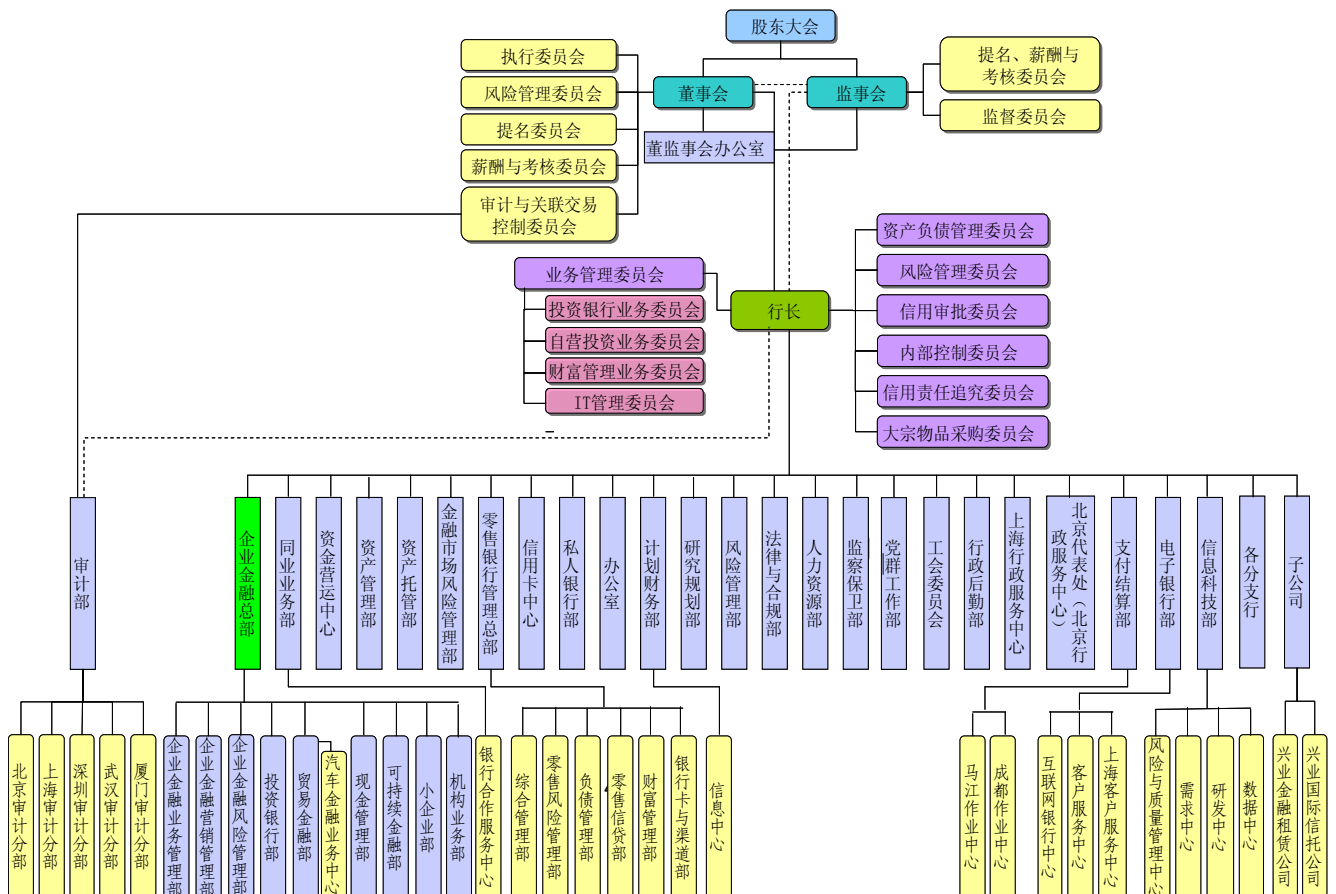 股东大会
执行委员会
风险管理委员会
提名委员会
薪酬与考核委员会
审计与关联交易
控制委员会
董事会
监事会
董监事会办公室
提名、薪酬与
考核委员会
监督委员会
业务管理委员会
投资银行业务委员会
自营投资业务委员会
财富管理业务委员会
IT管理委员会
行长
资产负债管理委员会
风险管理委员会
信用审批委员会
内部控制委员会
信用责任追究委员会
大宗物品采购委员会
审计部
企业金融总部
同业业务部
资金营运中心
资产管理部
资产托管部
金融市场风险管理部
零售银行管理总部
信用卡中心
私人银行部
办公室
计划财务部
研究规划部
风险管理部
法律与合规部
人力资源部
监察保卫部
党群工作部
工会委员会
行政后勤部
上海行政服务中心
北京代表处（北京行
政服务中心）
支付结算部
电子银行部
信息科技部
各分支行
子公司
北京审计分部
上海审计分部
深圳审计分部
武汉审计分部
厦门审计分部
企业金融业务管理部
企业金融营销管理部
企业金融风险管理部
投资银行部
贸易金融部
汽车金融业务中心
现金管理部
可持续金融部
小企业部
机构业务部
银行合作服务中心
综合管理部
零售风险管理部
负债管理部
零售信贷部
财富管理部
银行卡与渠道部
信息中心
马江作业中心
成都作业中心
互联网银行中心
客户服务中心
上海客户服务中心
风险与质量管理中心
需求中心
研发中心
数据中心
兴业金融租赁公司
兴业国际信托公司